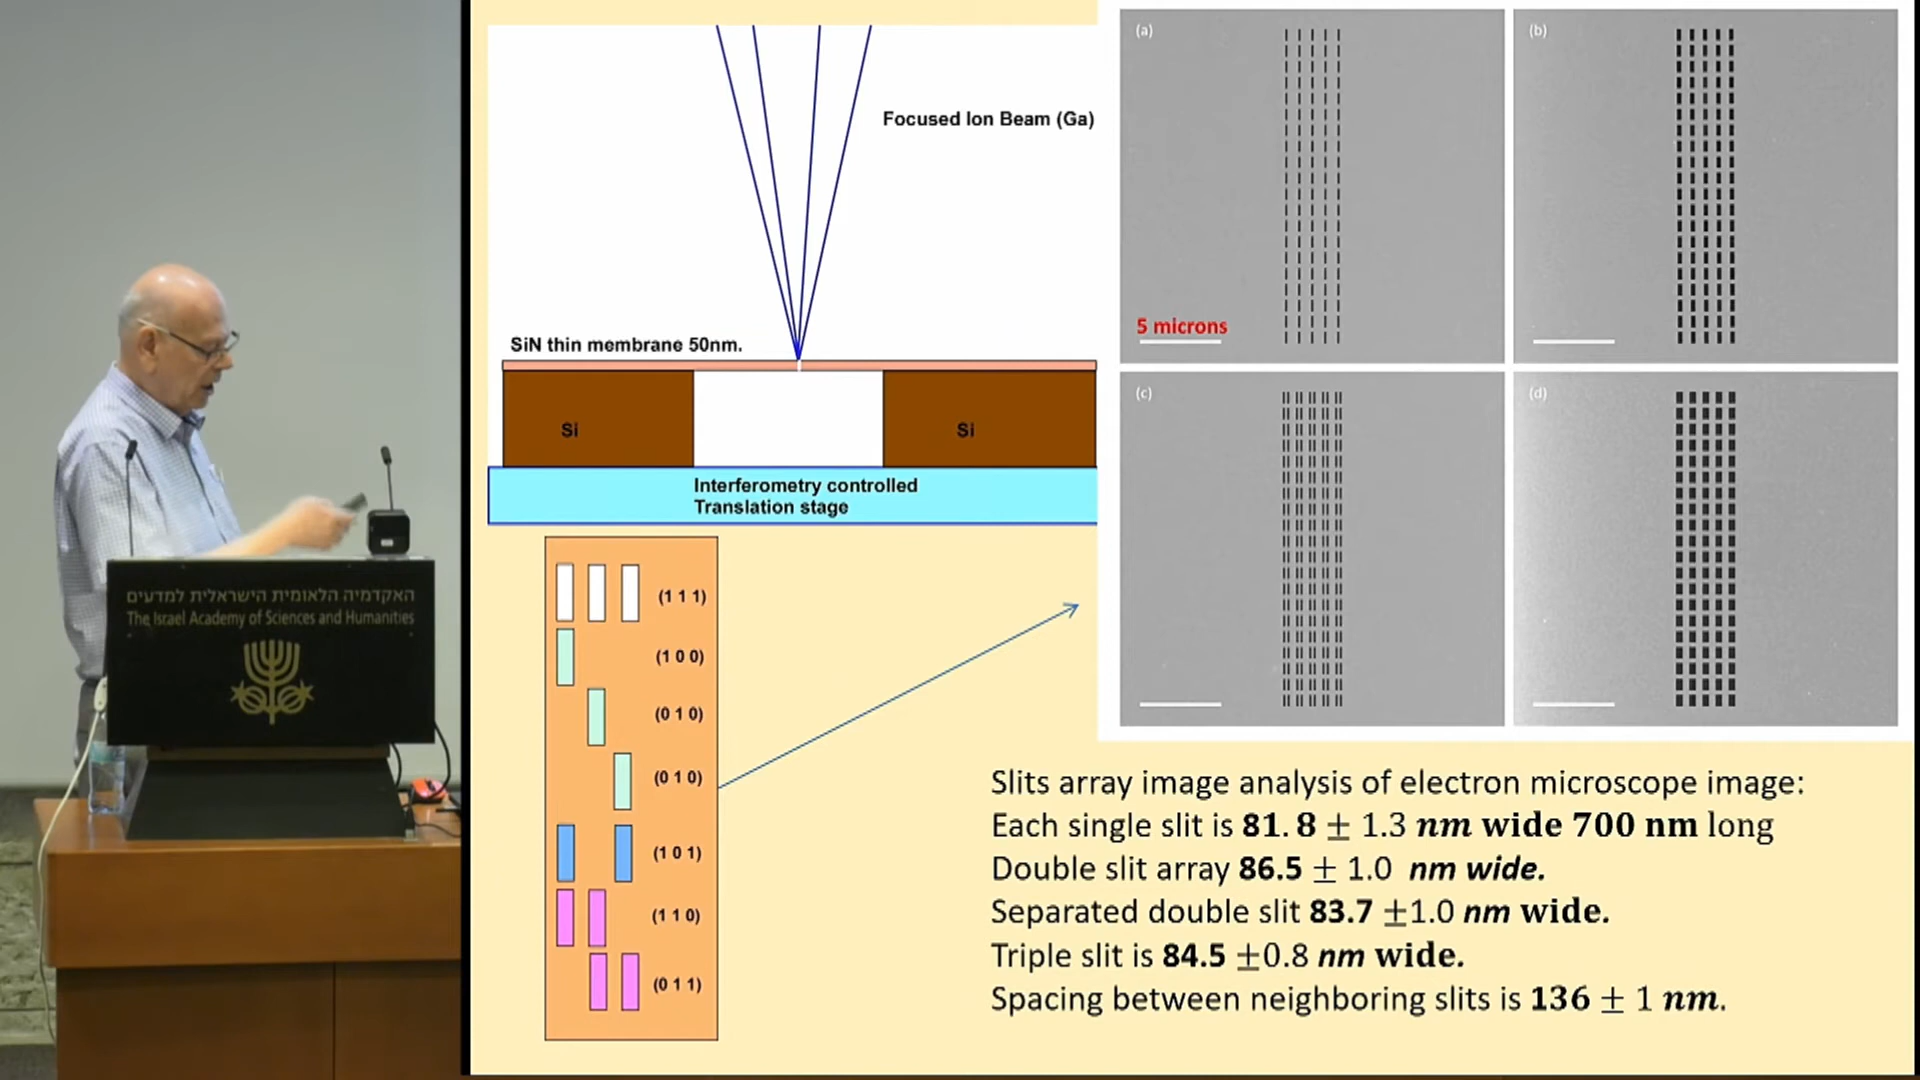 האקדמיה הלאומית הישראלית למדעים
The Israel Academy of Sciences and Humanities
Focused Ion Beam (Ga)
SiN thin membrane 50nm.
Si
Si
Interferometry controlled
Translation stage
(1 1 1)
(1 0 0)
(0 1 0)
(0 1 0)
(1 0 1)
(1 1 0)
(0 1 1)
(a)
(b)
5 microns
(c)
(d)
Slits array image analysis of electron microscope image:
Each single slit is 81.8 ± 1.3 nm wide 700 nm long
Double slit array 86.5 ± 1.0 nm wide.
Separated double slit 83.7 ±1.0 nm wide.
Triple slit is 84.5 ±0.8 nm wide.
Spacing between neighboring slits is 136 ± 1 nm.